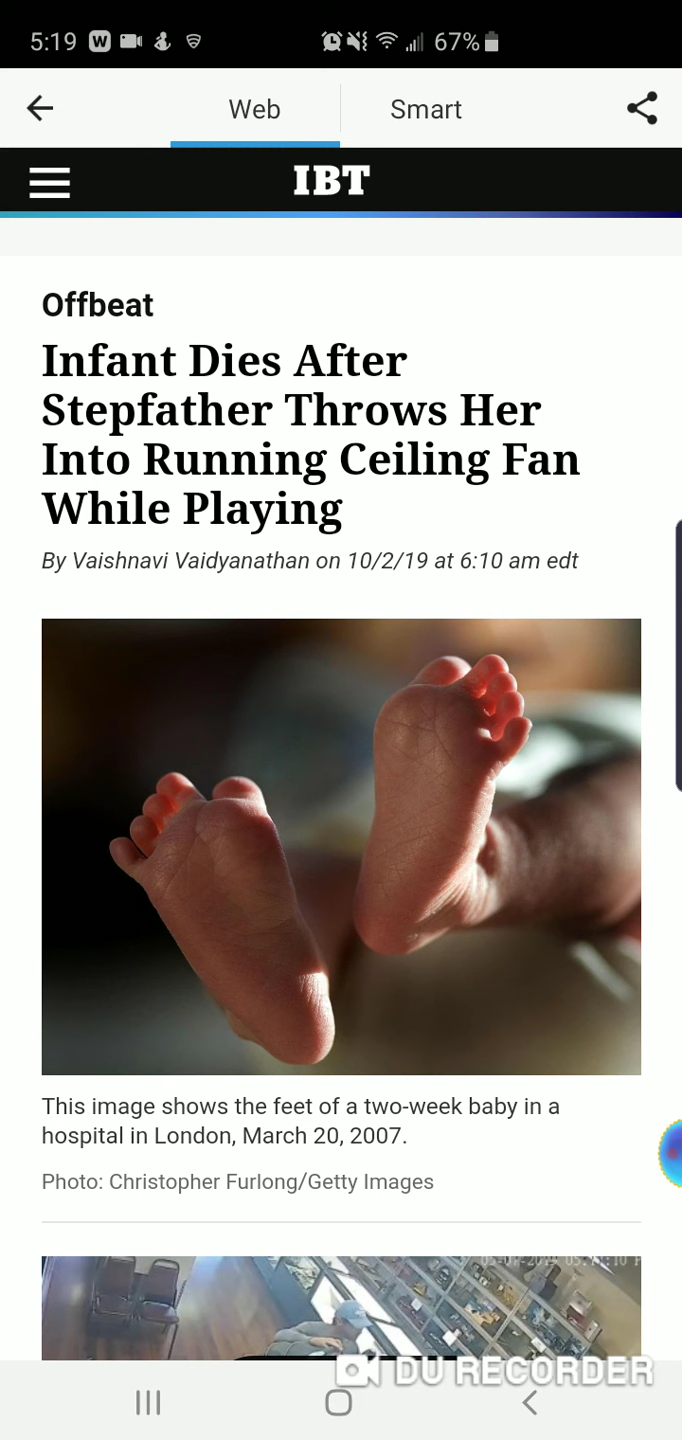 5:19 W 67%
Web Smart
IBT
Offbeat
Infant Dies After
Stepfather Throws Her
Into Running Ceiling Fan
While Playing
By Vaishnavi Vaidyanathan on 10/2/19 at 6:10 am edt
This image shows the feet of a two-week baby in a
hospital in London, March 20, 2007.
Photo: Christopher Furlong/Getty Images
DU RECORDER